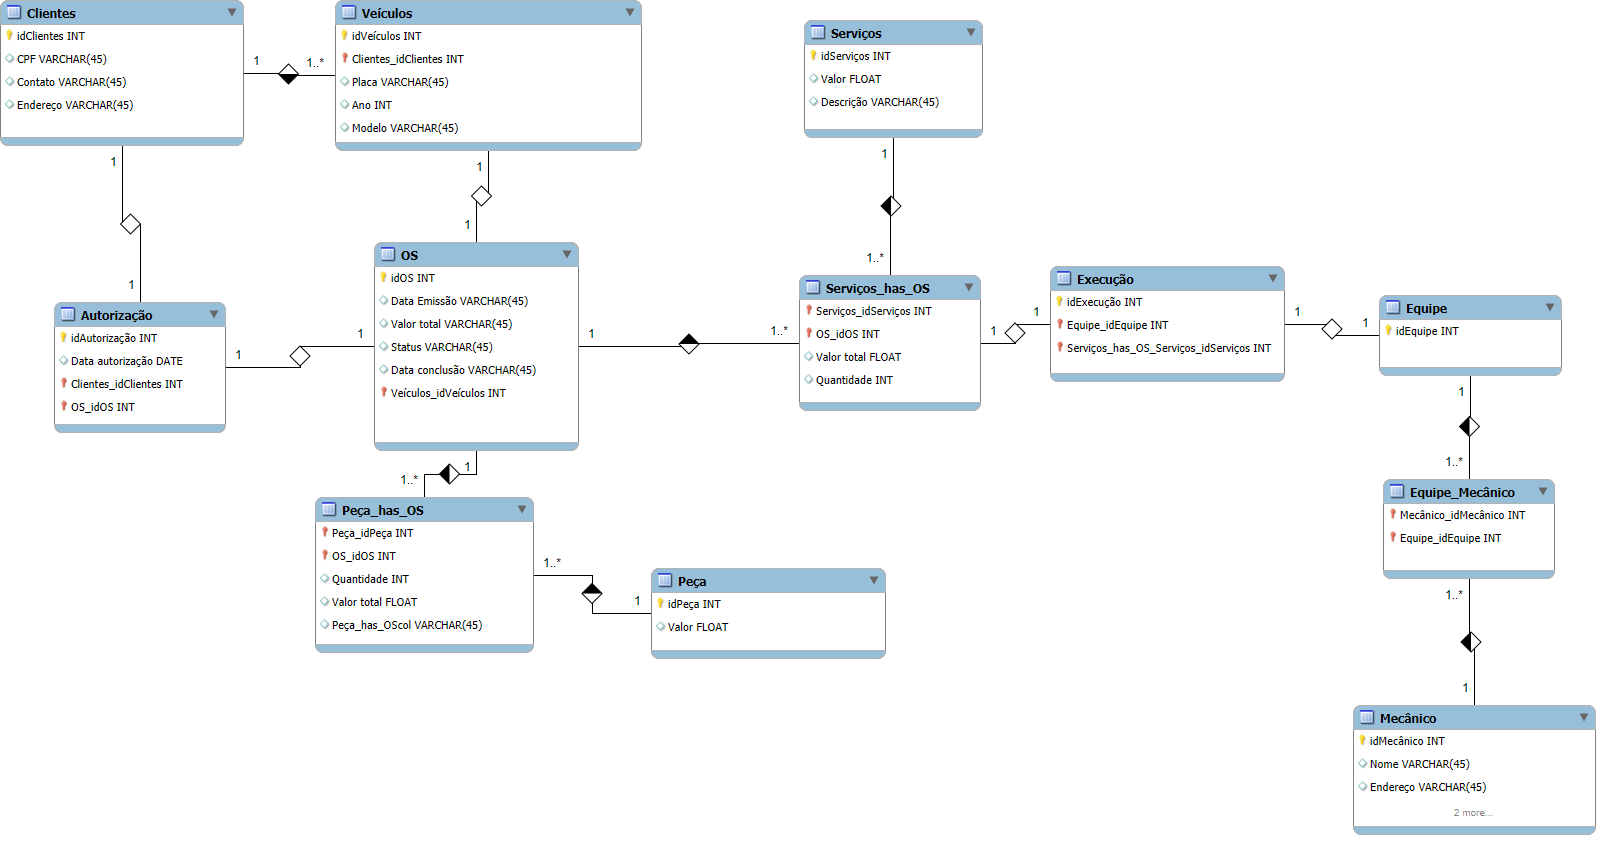 Clientes
idClientes INT
CPF VARCHAR(45)
Contato VARCHAR(45)
Endereço VARCHAR(45)
1
1..*
Veículos
idVeículos INT
Clientes_idClientes INT
Placa VARCHAR(45)
Ano INT
Modelo VARCHAR(45)
Serviços
idServiços INT
Valor FLOAT
Descrição VARCHAR(45)
1
1
1
1
1
1..*
Autorização
idAutorização INT
Data autorização DATE
Clientes_idClientes INT
OS_idOS INT
1
1
OS
idOS INT
Data Emissão VARCHAR(45)
Valor total VARCHAR(45)
Status VARCHAR(45)
Data conclusão VARCHAR(45)
Veículos_idVeículos INT
1
1..*
Serviços_has_OS
Serviços_idServiços INT
OS_idOS INT
Valor total FLOAT
Quantidade INT
1
1
Execução
idExecução INT
Equipe_idEquipe INT
Serviços_has_OS_Serviços_idServiços INT
1
1
Equipe
idEquipe INT
1
1..*
1
1..*
Peça_has_OS
Peça_idPeça INT
OS_idOS INT
Quantidade INT
Valor total FLOAT
Peça_has_OScol VARCHAR(45)
1..*
1
Peça
idPeça INT
Valor FLOAT
Equipe_Mecânico
Mecânico_idMecânico INT
Equipe_idEquipe INT
1..*
1
Mecânico
idMecânico INT
Nome VARCHAR(45)
Endereço VARCHAR(45)
2 more...